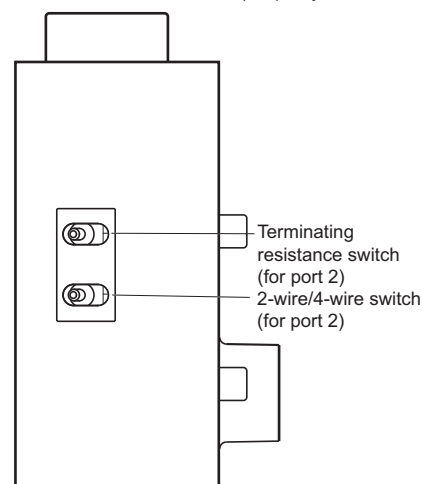 Terminating
resistance switch
(for port 2)
2-wire/4-wire switch
(for port 2)